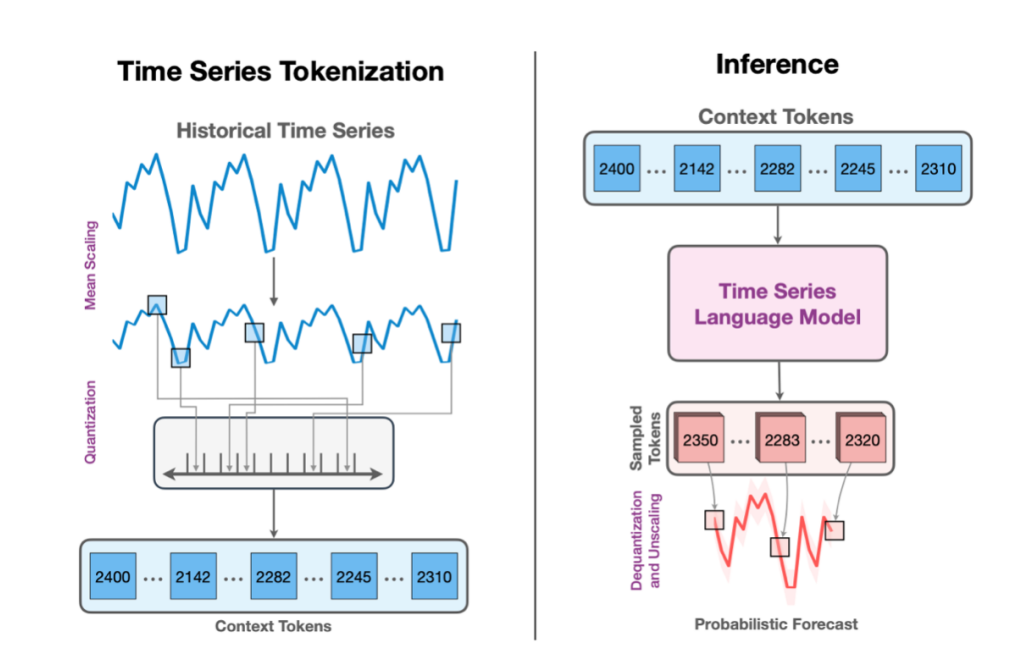 Time Series Tokenization
Historical Time Series
Mean Scaling
Quantization
2400 ... 2142 ... 2282 ... 2245 ... 2310
Context Tokens
Inference
Context Tokens
2400 ... 2142 ... 2282 ... 2245 ... 2310
Time Series
Language Model
Sampled
Tokens
2350 ... 2283 ... 2320
Dequantization
and Unscaling
Probabilistic Forecast